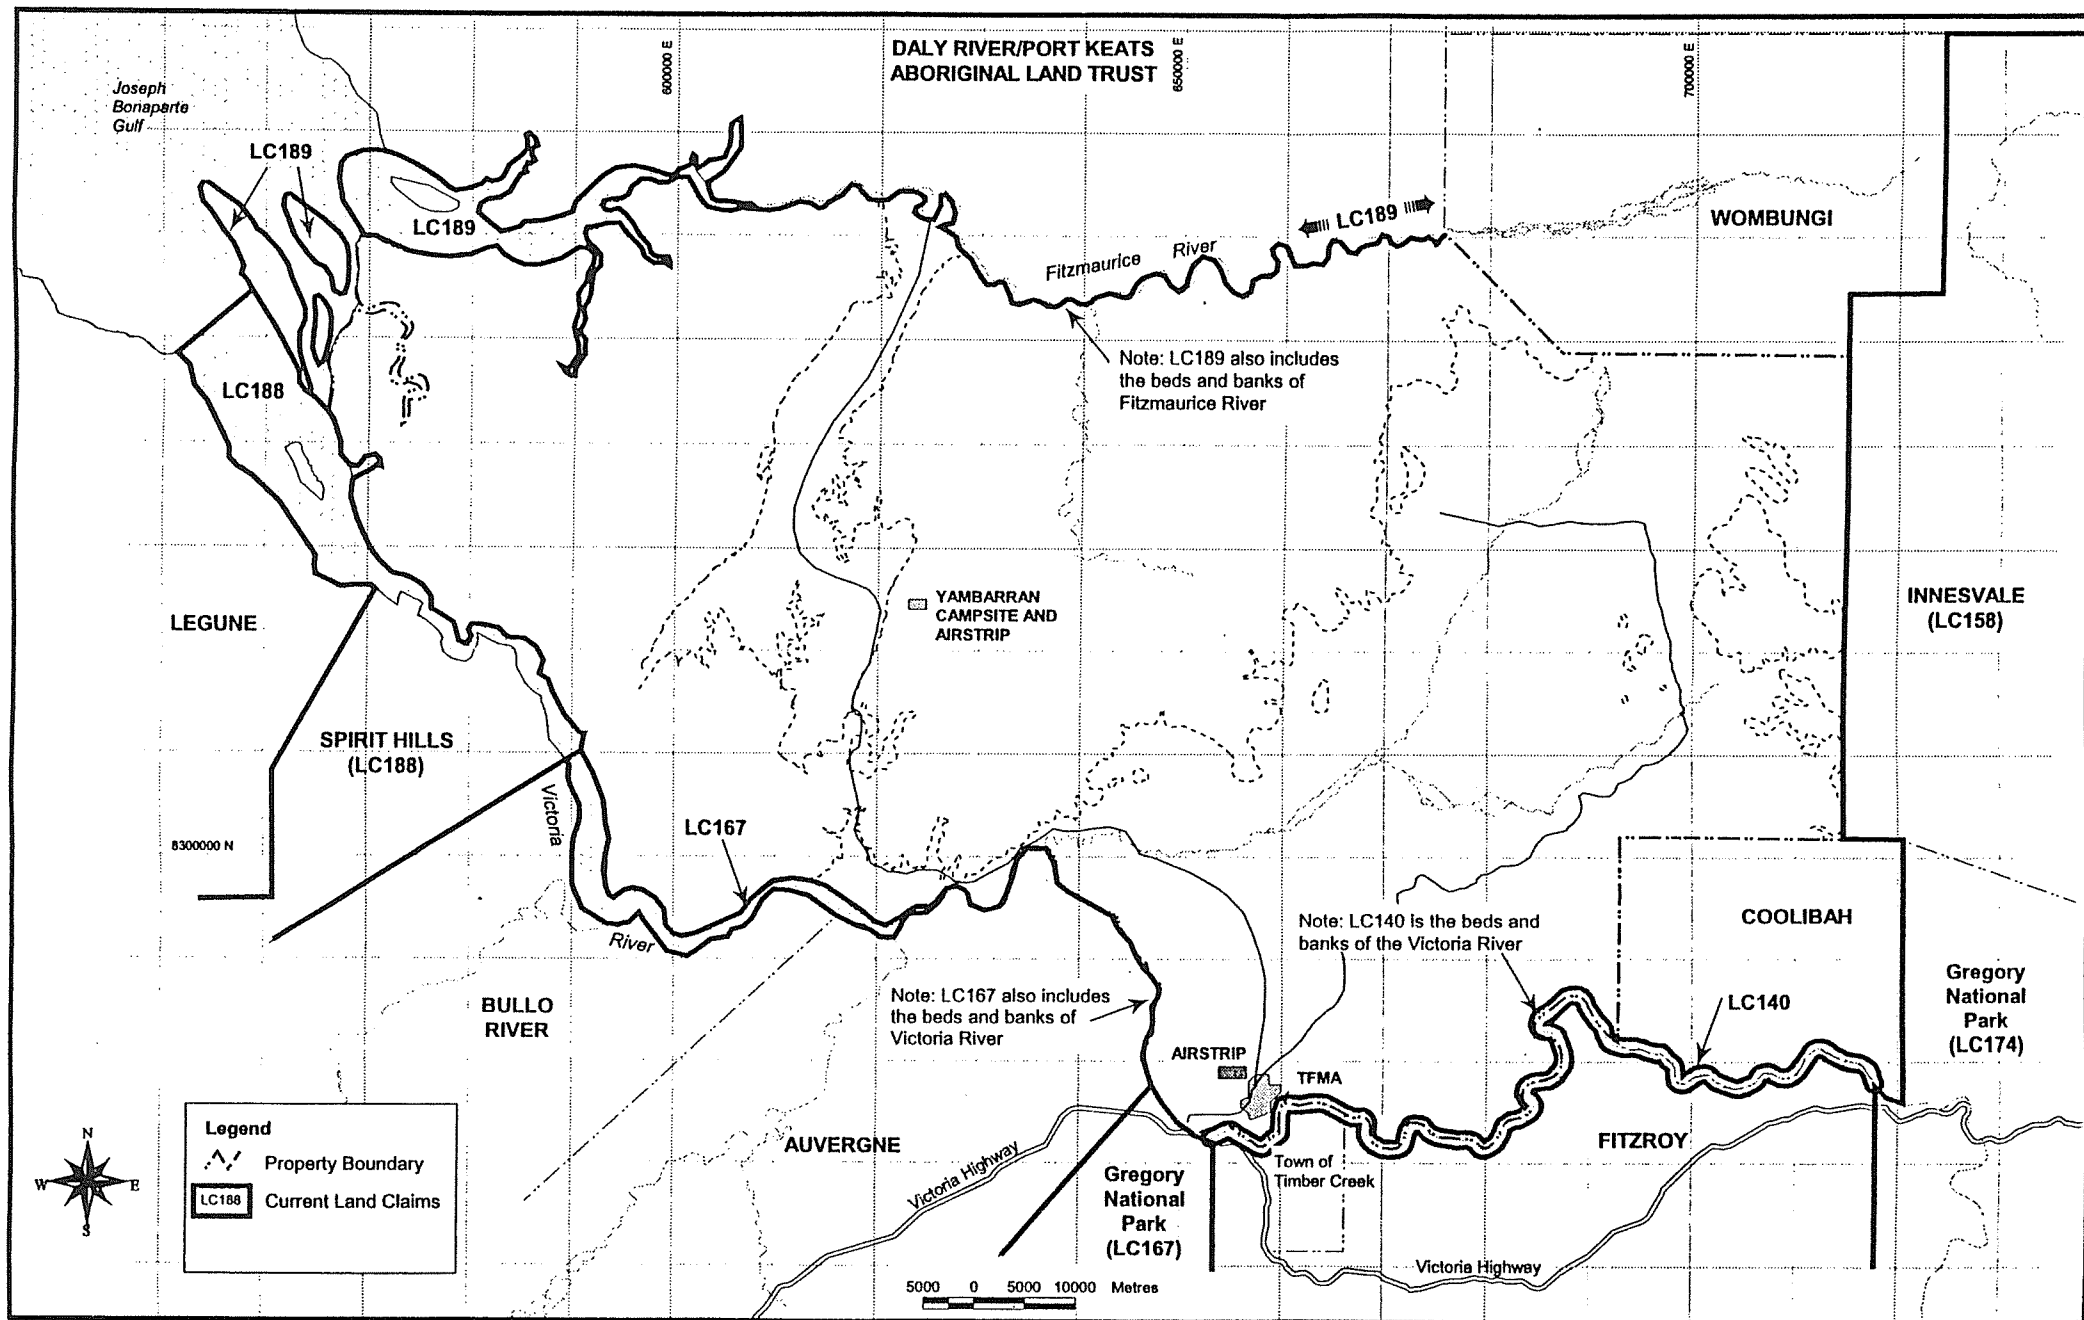 DALY RIVER/PORT KEATS
ABORIGINAL LAND TRUST
600000 E
650000 E
700000 E
Joseph
Bonaparte
Gulf
LC189
LC189
LC189
WOMBUNGI
Fitzmaurice River
Note: LC189 also includes
the beds and banks of
Fitzmaurice River
LC188
YAMBARRAN
CAMPSITE AND
AIRSTRIP
INNESVALE
(LC158)
LEGUNE
SPIRIT HILLS
(LC188)
Victoria
River
LC167
8300000 N
COOLIBAH
Note: LC140 is the beds and
banks of the Victoria River
BULLO
RIVER
Note: LC167 also includes
the beds and banks of
Victoria River
LC140
Gregory
National
Park
(LC174)
AIRSTRIP
TFMA
AUVERGNE
FITZROY
Town of
Timber Creek
Victoria Highway
Gregory
National
Park
(LC167)
Victoria Highway
N
W
E
S
Legend
Property Boundary
LC188 Current Land Claims
5000 0 5000 10000 Metres